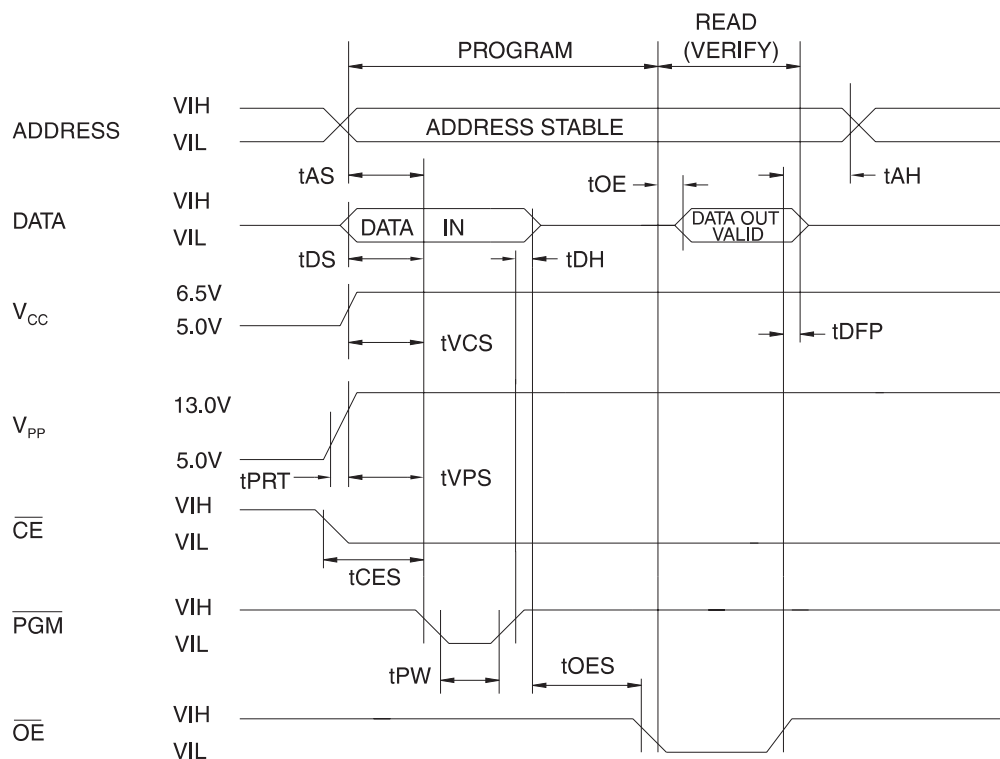 READ
PROGRAM (VERIFY)
VIH
ADDRESS ADDRESS STABLE
VIL
tAS tOE tAH
VIH
DATA DATA IN DATA OUT
VIL VALID
tDS tDH
6.5V
VCC
5.0V tDFP
tVCS
13.0V
VPP
5.0V
tPRT tVPS
VIH
CE
VIL
tCES
VIH
PGM
VIL
tPW tOES
VIH
OE
VIL